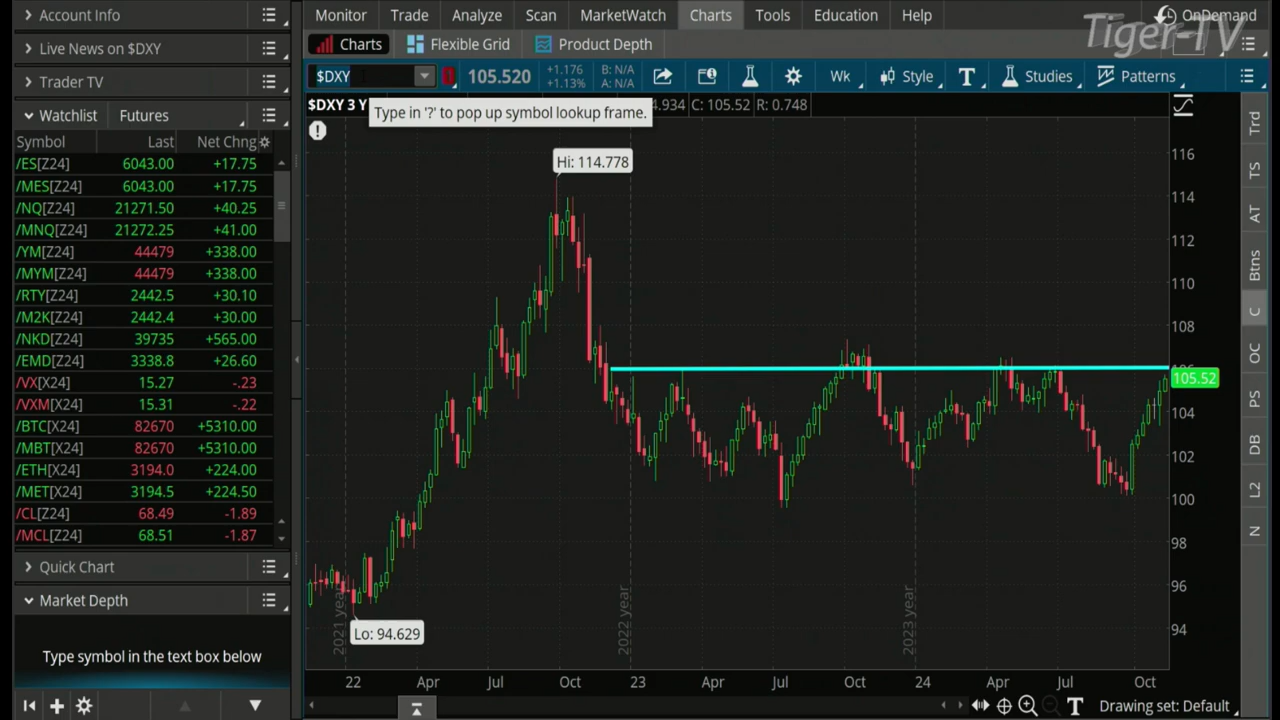 Account Info
Live News on $DXY
Trader TV
Watchlist Futures
Symbol Last Net Chng
/ES[Z24] 6043.00 +17.75
/MES[Z24] 6043.00 +17.75
/NQ[Z24] 21271.50 +40.25
/MNQ[Z24] 21272.25 +41.00
/YM[Z24] 44479 +338.00
/MYM[Z24] 44479 +338.00
/RTY[Z24] 2442.5 +30.10
/M2K[Z24] 2442.4 +30.00
/NKD[Z24] 39735 +565.00
/EMD[Z24] 3338.8 +26.60
/VX[X24] 15.27 -.23
/VXM[X24] 15.31 -.22
/BTC[X24] 82670 +5310.00
/MBT[X24] 82670 +5310.00
/ETH[X24] 3194.0 +224.00
/MET[X24] 3194.5 +224.50
/CL[Z24] 68.49 -1.89
/MCL[Z24] 68.51 -1.87
Quick Chart
Market Depth
Type symbol in the text box below
Monitor Trade Analyze Scan MarketWatch Charts Tools Education Help OnDemand
Tiger-TV
Charts Flexible Grid Product Depth
$DXY 105.520 +1.176 +1.13% B: N/A A: N/A Wk Style T Studies Patterns
$DXY 3 Y 4.934 C: 105.52 R: 0.748
Type in '?' to pop up symbol lookup frame.
Hi: 114.778
Lo: 94.629
116
114
112
110
108
105.52
104
102
100
98
96
94
2021 year
2022 year
2023 year
22 Apr Jul Oct 23 Apr Jul Oct 24 Apr Jul Oct
T Drawing set: Default
Trd
TS
AT
Btns
C
OC
PS
DB
L2
N